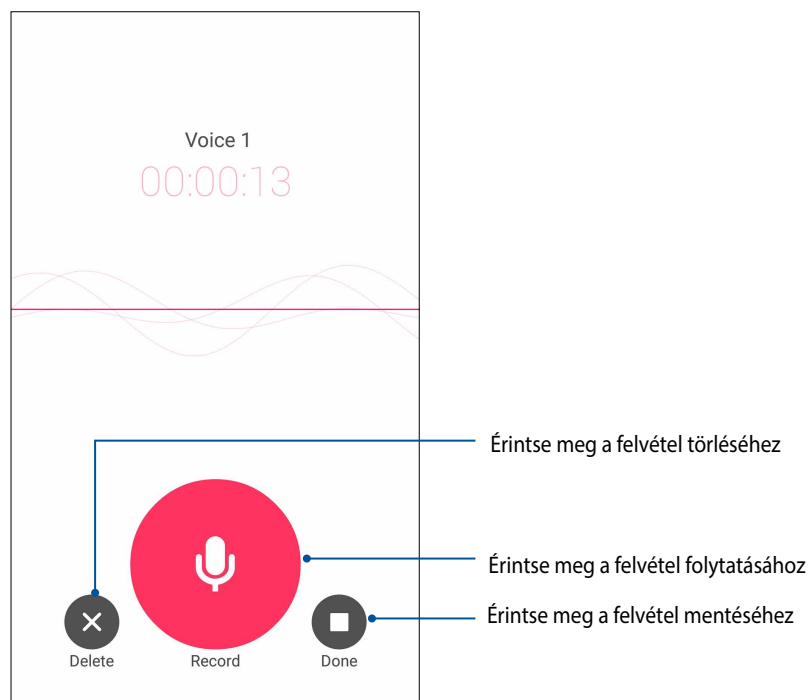 Voice 1
00:00:13
Érintse meg a felvétel törléséhez
Érintse meg a felvétel folytatásához
Érintse meg a felvétel mentéséhez
Delete
Record
Done